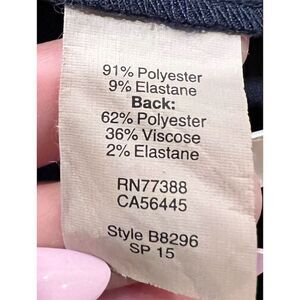 91% Polyester
9% Elastane
Back:
62% Polyester
36% Viscose
2% Elastane
RN77388
CA56445
Style B8296
SP 15